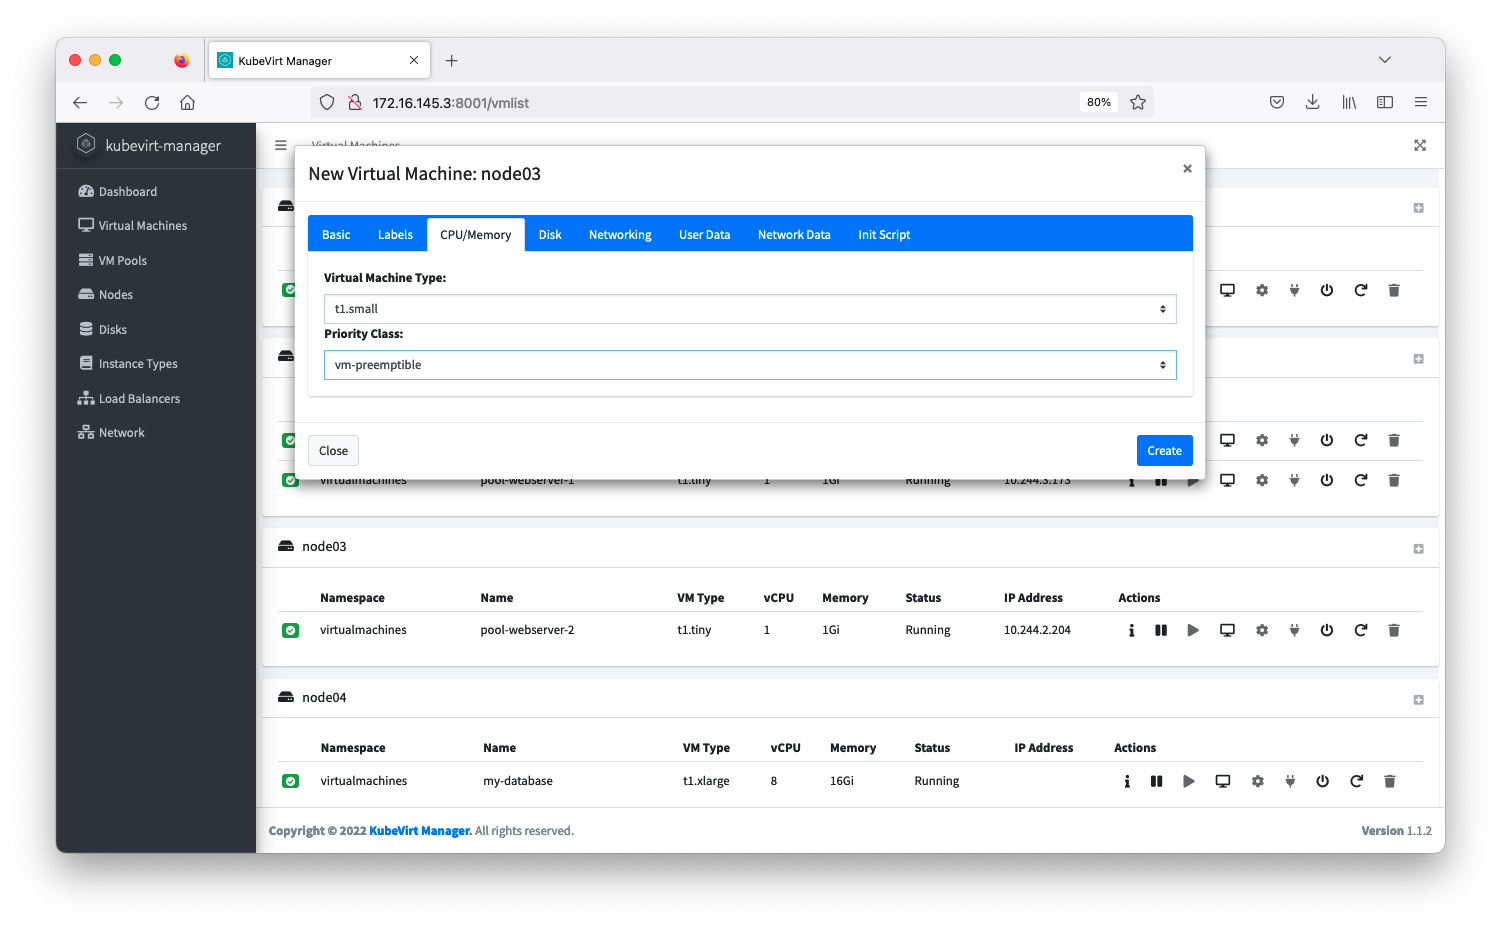 KubeVirt Manager
172.16.145.3:8001/vmlist
80%
kubevirt-manager
Dashboard
Virtual Machines
VM Pools
Nodes
Disks
Instance Types
Load Balancers
Network
Virtual Machines
New Virtual Machine: node03
Basic Labels CPU/Memory Disk Networking User Data Network Data Init Script
Virtual Machine Type:
t1.small
Priority Class:
vm-preemptible
Close Create
virtualmachines pool-webserver-1 t1.tiny 1 1Gi Running 10.244.3.173
node03
Namespace Name VM Type vCPU Memory Status IP Address Actions
virtualmachines pool-webserver-2 t1.tiny 1 1Gi Running 10.244.2.204
node04
Namespace Name VM Type vCPU Memory Status IP Address Actions
virtualmachines my-database t1.xlarge 8 16Gi Running
Copyright © 2022 KubeVirt Manager. All rights reserved.
Version 1.1.2